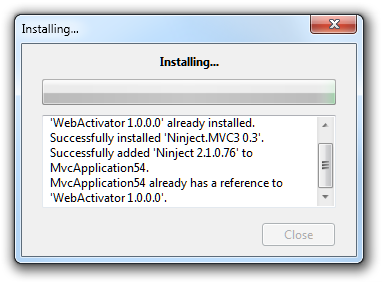 Installing...
Installing...
'WebActivator 1.0.0.0' already installed.
Successfully installed 'Ninject.MVC3 0.3'.
Successfully added 'Ninject 2.1.0.76' to
MvcApplication54.
MvcApplication54 already has a reference to
'WebActivator 1.0.0.0'.
Close